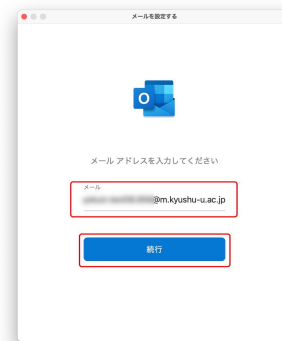 メールを設定する
O
メール アドレスを入力してください
メール
@m.kyushu-u.ac.jp
続行